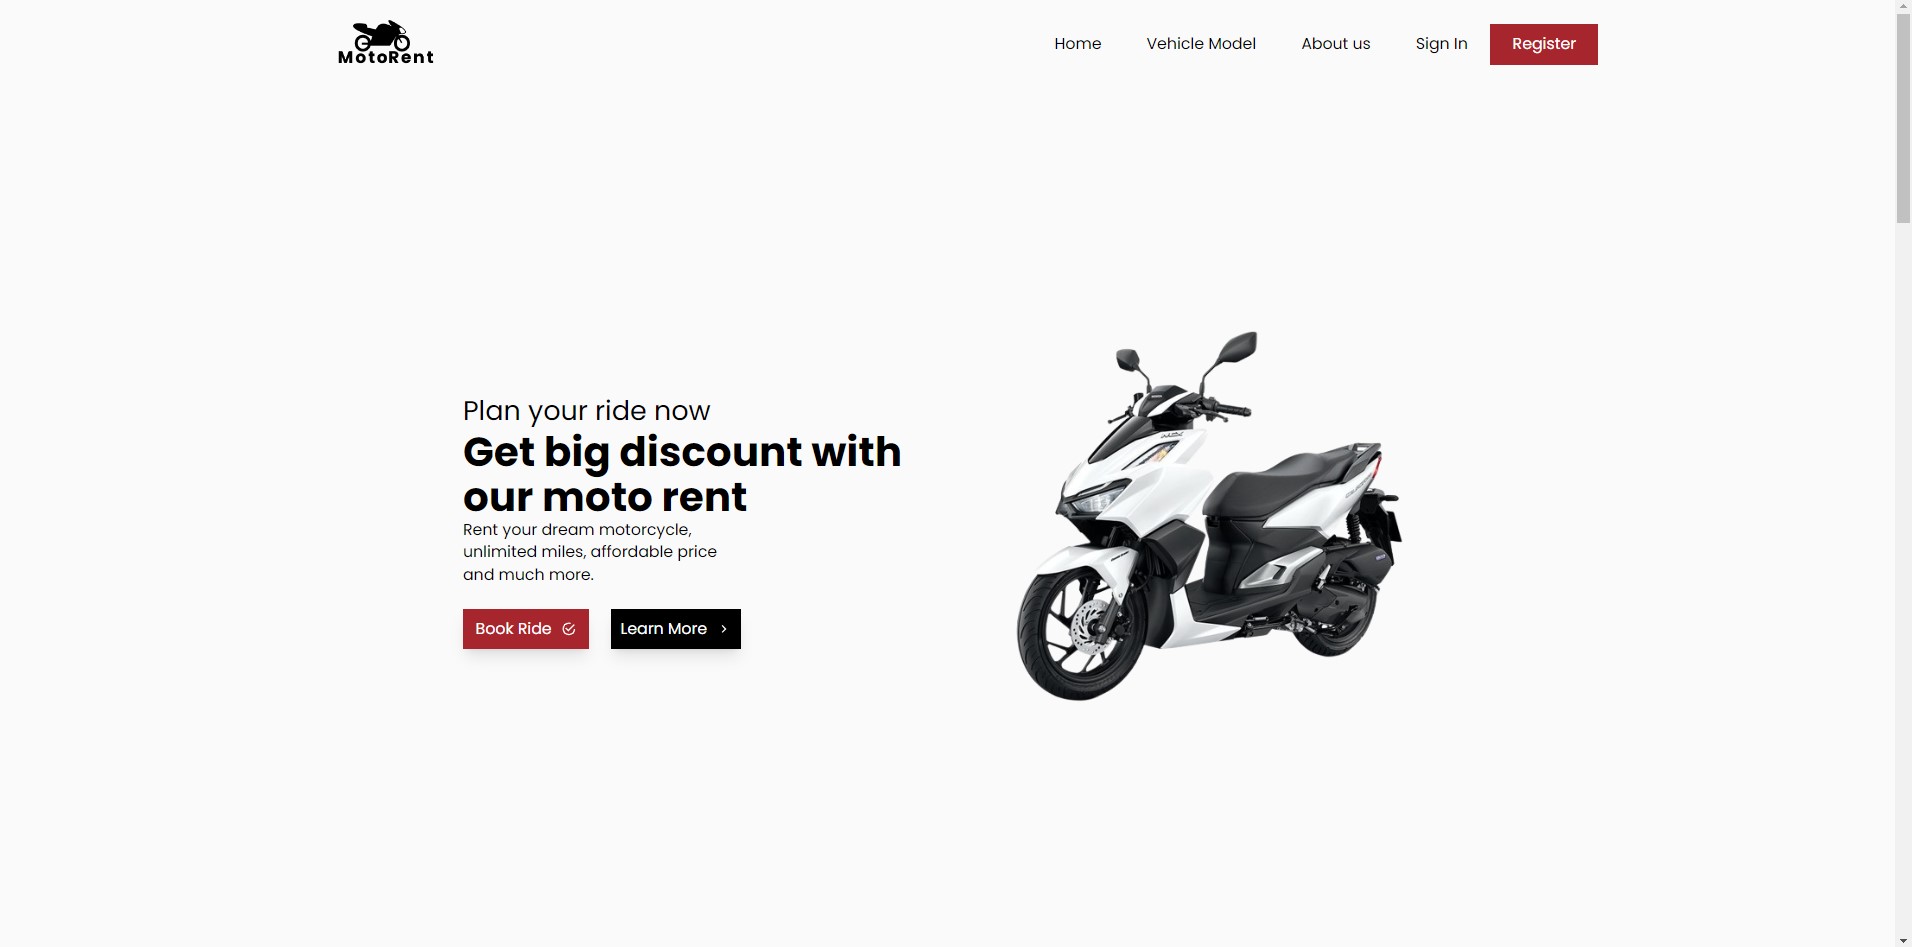 MotoRent
Home
Vehicle Model
About us
Sign In
Register
Plan your ride now
Get big discount with
our moto rent
Rent your dream motorcycle,
unlimited miles, affordable price
and much more.
Book Ride
Learn More